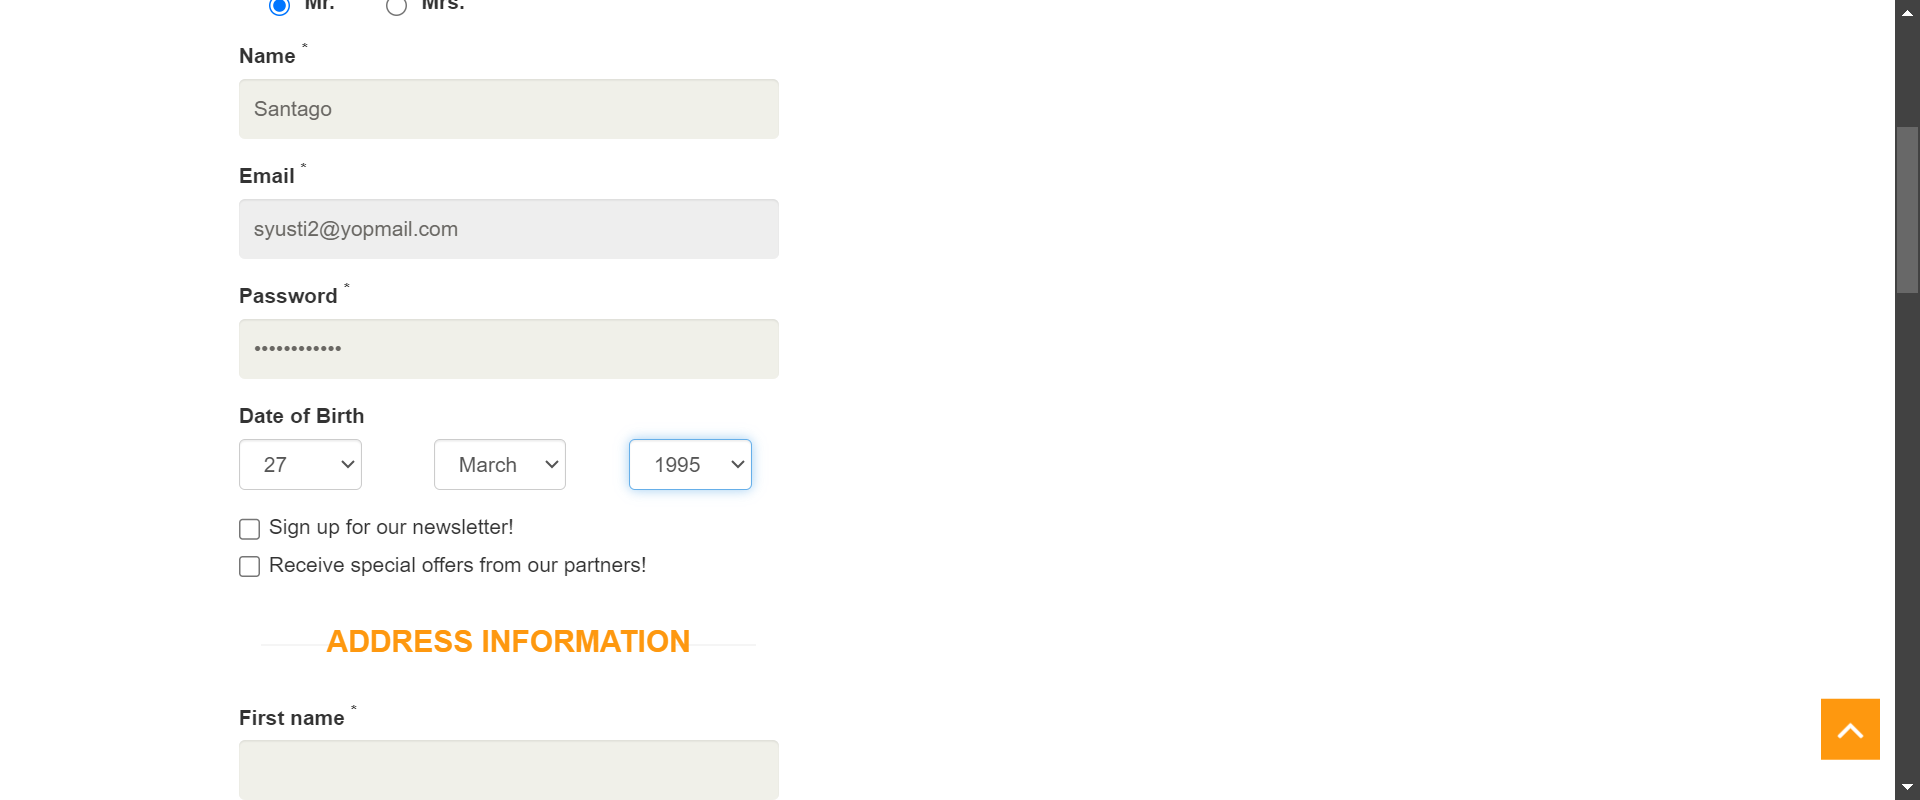 Mr. Mrs.
Name *
Santago
Email *
syusti2@yopmail.com
Password *
••••••••••••
Date of Birth
27 March 1995
Sign up for our newsletter!
Receive special offers from our partners!
ADDRESS INFORMATION
First name *